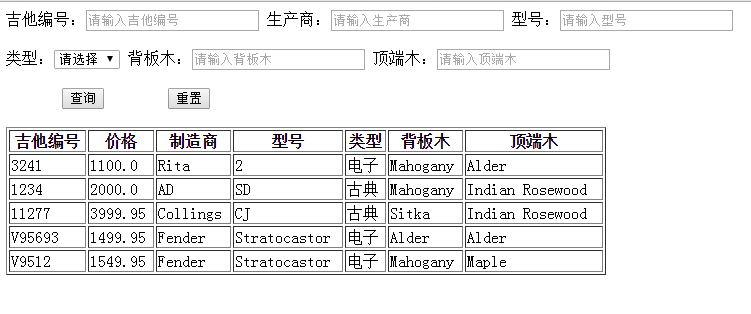 吉他编号： 请输入吉他编号 生产商： 请输入生产商 型号： 请输入型号
类型： 请选择 背板木： 请输入背板木 顶端木： 请输入顶端木
查询 重置
吉他编号 价格 制造商 型号 类型 背板木 顶端木
3241 1100.0 Rita 2 电子 Mahogany Alder
1234 2000.0 AD SD 古典 Mahogany Indian Rosewood
11277 3999.95 Collings CJ 古典 Sitka Indian Rosewood
V95693 1499.95 Fender Stratocastor 电子 Alder Alder
V9512 1549.95 Fender Stratocastor 电子 Mahogany Maple